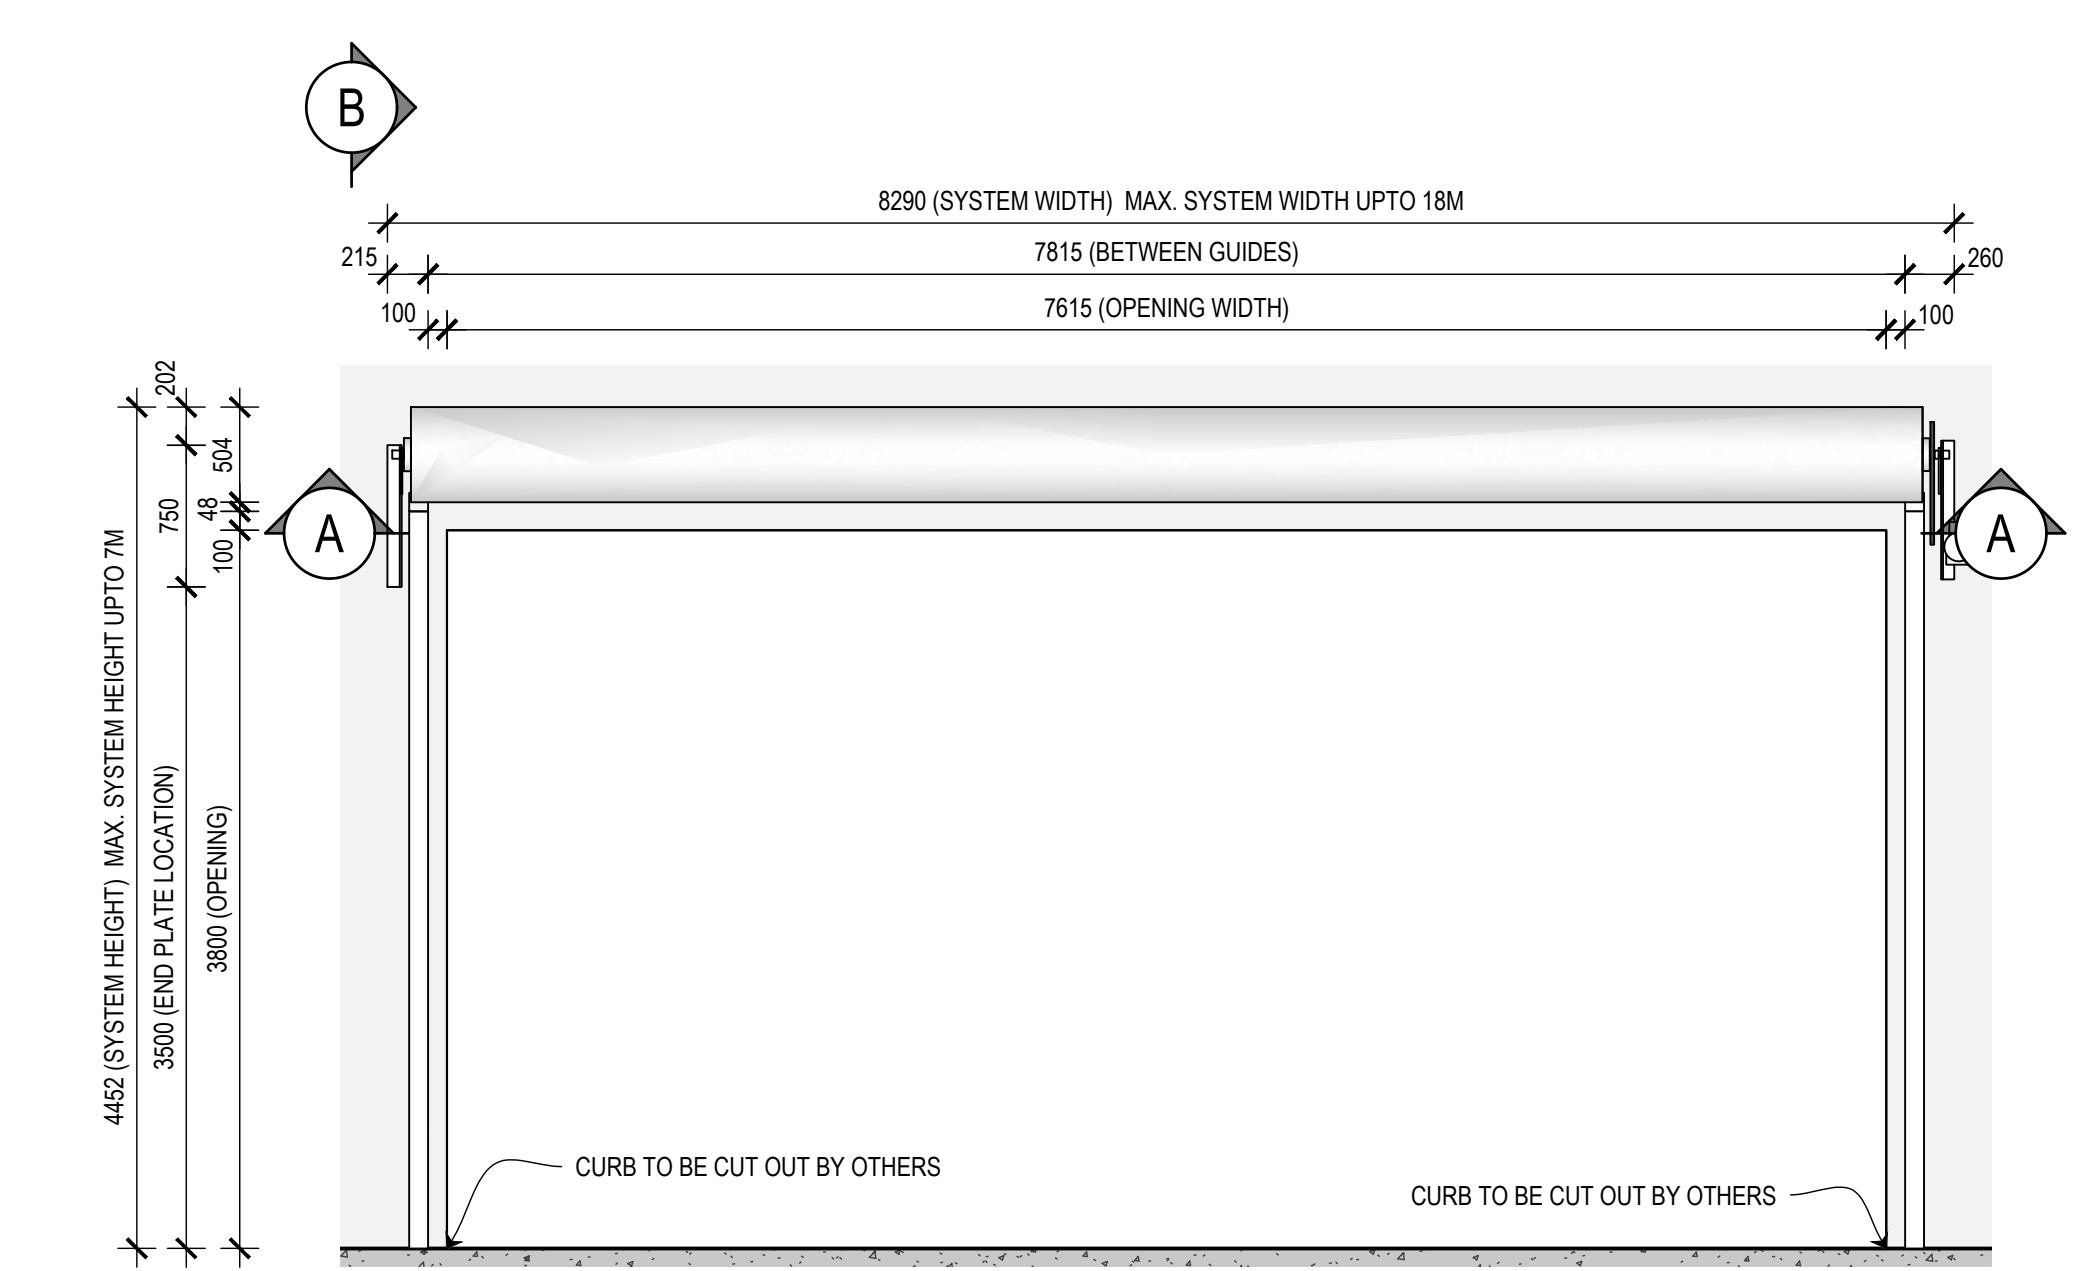 B
8290 (SYSTEM WIDTH)  MAX. SYSTEM WIDTH UPTO 18M
215
7815 (BETWEEN GUIDES)
260
100
7615 (OPENING WIDTH)
100
4452 (SYSTEM HEIGHT)  MAX. SYSTEM HEIGHT UPTO 7M
202
750
3500 (END PLATE LOCATION)
504
48
100
3800 (OPENING)
A
A
CURB TO BE CUT OUT BY OTHERS
CURB TO BE CUT OUT BY OTHERS